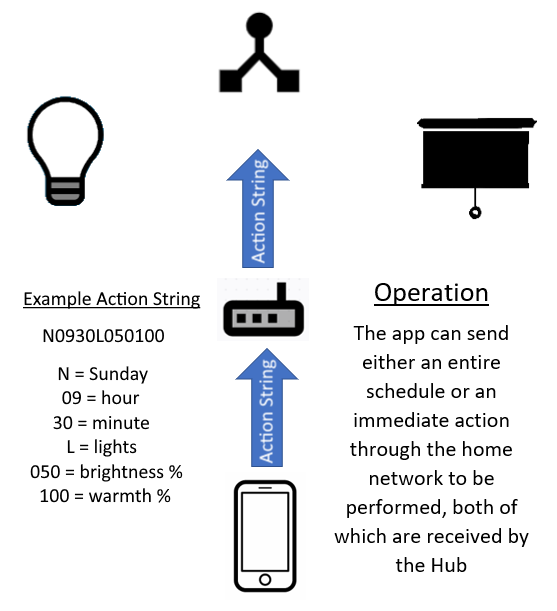 Action String
Example Action String
N0930L050100
N = Sunday
09 = hour
30 = minute
L = lights
050 = brightness %
100 = warmth %
Action String
Operation
The app can send
either an entire
schedule or an
immediate action
through the home
network to be
performed, both of
which are received by
the Hub